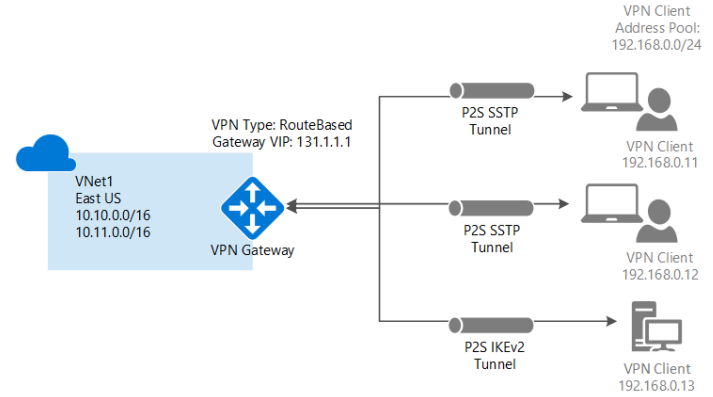 VPN Client
Address Pool:
192.168.0.0/24
VPN Type: RouteBased
Gateway VIP: 131.1.1.1
P2S SSTP
Tunnel
VPN Client
192.168.0.11
VNet1
East US
10.10.0.0/16
10.11.0.0/16
VPN Gateway
P2S SSTP
Tunnel
VPN Client
192.168.0.12
P2S IKEv2
Tunnel
VPN Client
192.168.0.13